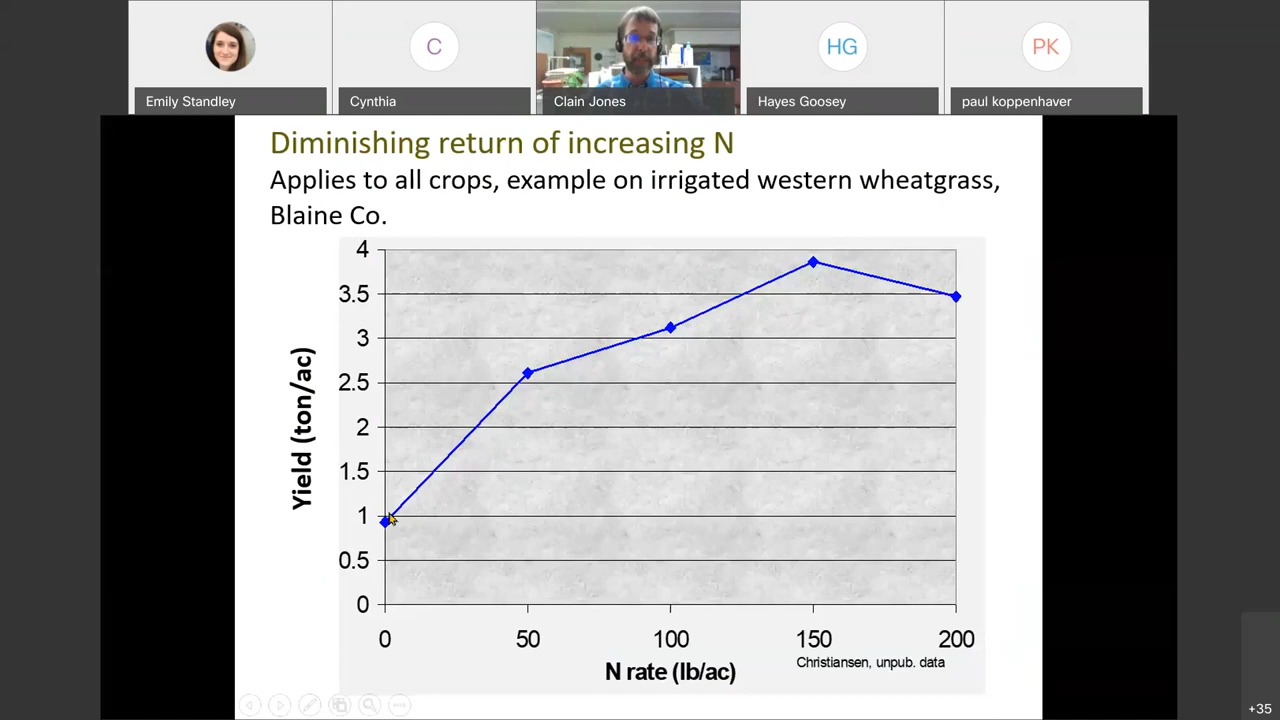 C
HG
PK
Emily Standley
Cynthia
Clain Jones
Hayes Goosey
paul koppenhaver
Diminishing return of increasing N
Applies to all crops, example on irrigated western wheatgrass,
Blaine Co.
Yield (ton/ac)
4
3.5
3
2.5
2
1.5
1
0.5
0
0 50 100 150 200
Christiansen, unpub. data
N rate (lb/ac)
+35